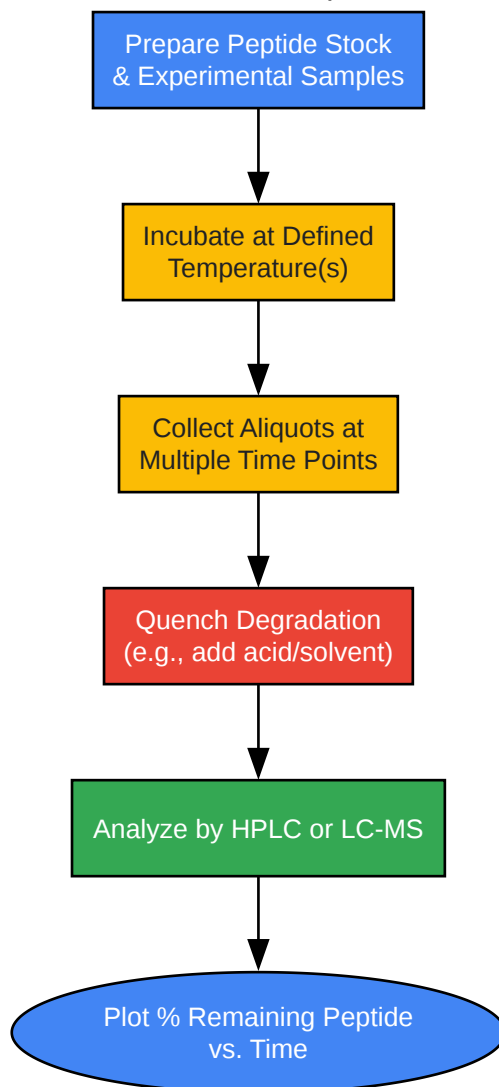 Prepare Peptide Stock
& Experimental Samples
Incubate at Defined
Temperature(s)
Collect Aliquots at
Multiple Time Points
Quench Degradation
(e.g., add acid/solvent)
Analyze by HPLC or LC-MS
Plot % Remaining Peptide
vs. Time